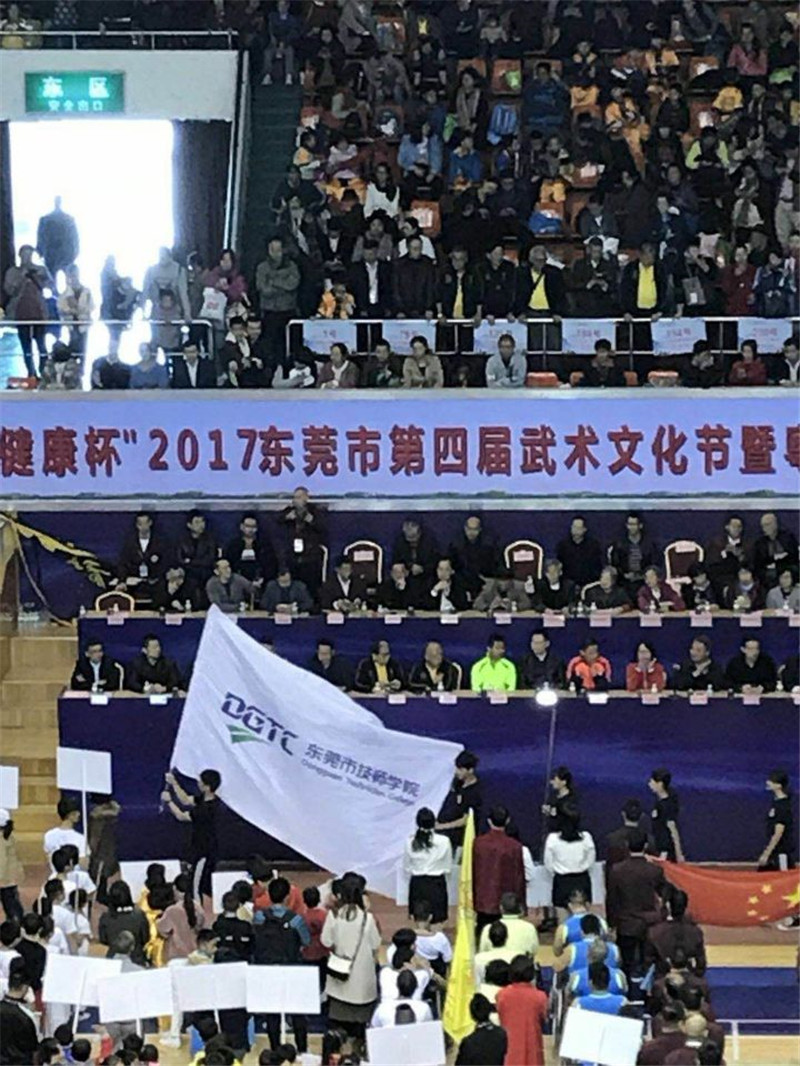 东区
安全出口
健康杯"2017东莞市第四届武术文化节暨粤
DGTC 东莞市技师学院
Dongguan Technician College